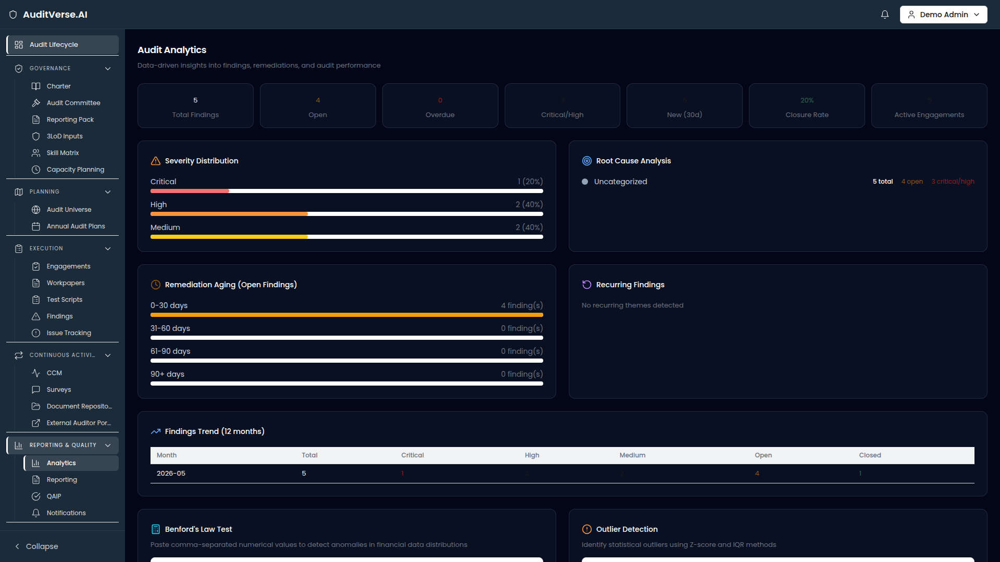 AuditVerse.AI
Demo Admin
Audit Lifecycle
GOVERNANCE
Charter
Audit Committee
Reporting Pack
3LoD Inputs
Skill Matrix
Capacity Planning
PLANNING
Audit Universe
Annual Audit Plans
EXECUTION
Engagements
Workpapers
Test Scripts
Findings
Issue Tracking
CONTINUOUS ACTIVI...
CCM
Surveys
Document Reposito...
External Auditor Por...
REPORTING & QUALITY
Analytics
Reporting
QAIP
Notifications
Collapse
Audit Analytics
Data-driven insights into findings, remediations, and audit performance
5
Total Findings
4
Open
0
Overdue
3
Critical/High
5
New (30d)
20%
Closure Rate
Active Engagements
Severity Distribution
Critical 1 (20%)
High 2 (40%)
Medium 2 (40%)
Root Cause Analysis
Uncategorized 5 total 4 open 3 critical/high
Remediation Aging (Open Findings)
0-30 days 4 finding(s)
31-60 days 0 finding(s)
61-90 days 0 finding(s)
90+ days 0 finding(s)
Recurring Findings
No recurring themes detected
Findings Trend (12 months)
Month Total Critical High Medium Open Closed
2026-05 5 1 2 2 4 1
Benford's Law Test
Paste comma-separated numerical values to detect anomalies in financial data distributions
Outlier Detection
Identify statistical outliers using Z-score and IQR methods